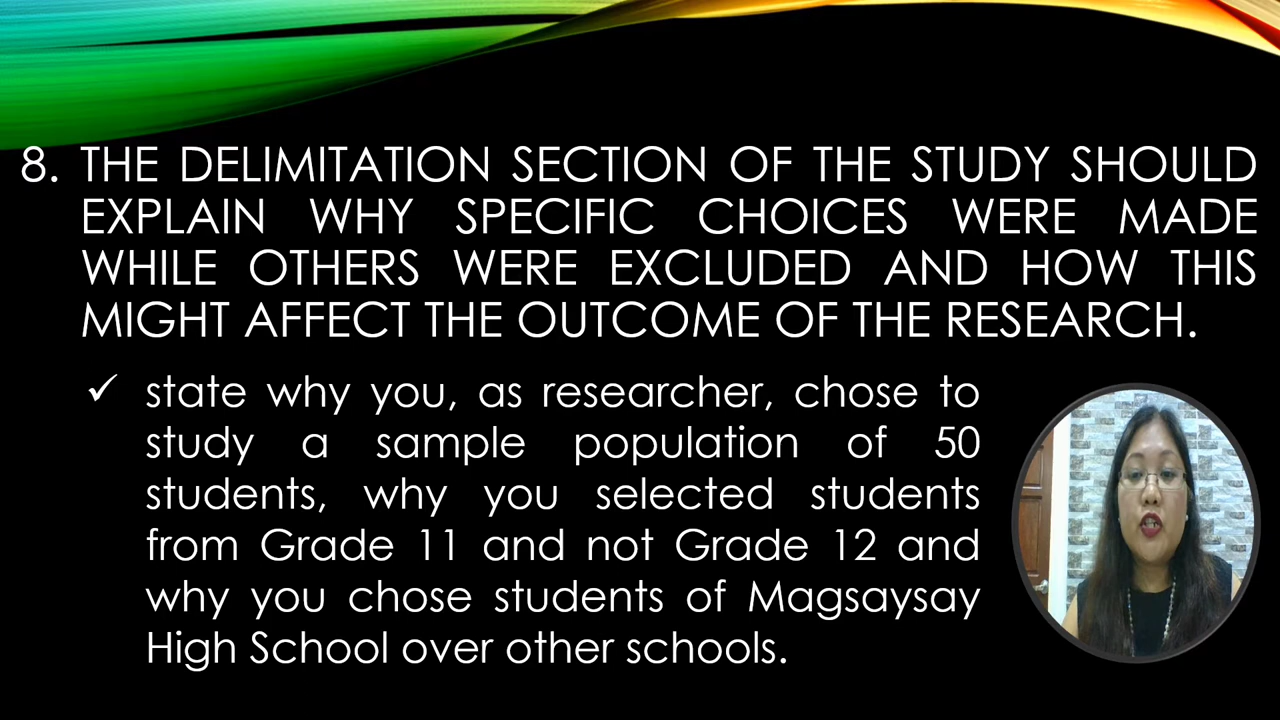 8. THE DELIMITATION SECTION OF THE STUDY SHOULD
EXPLAIN WHY SPECIFIC CHOICES WERE MADE
WHILE OTHERS WERE EXCLUDED AND HOW THIS
MIGHT AFFECT THE OUTCOME OF THE RESEARCH.
✓ state why you, as researcher, chose to
study a sample population of 50
students, why you selected students
from Grade 11 and not Grade 12 and
why you chose students of Magsaysay
High School over other schools.